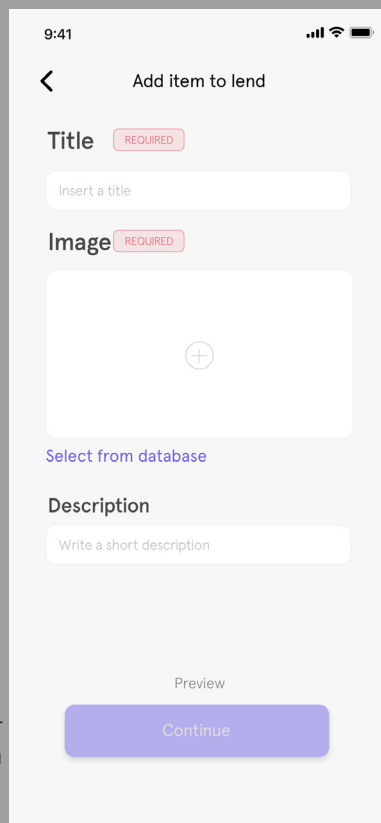 9:41
Add item to lend
Title REQUIRED
Insert a title
Image REQUIRED
Select from database
Description
Write a short description
Preview
Continue